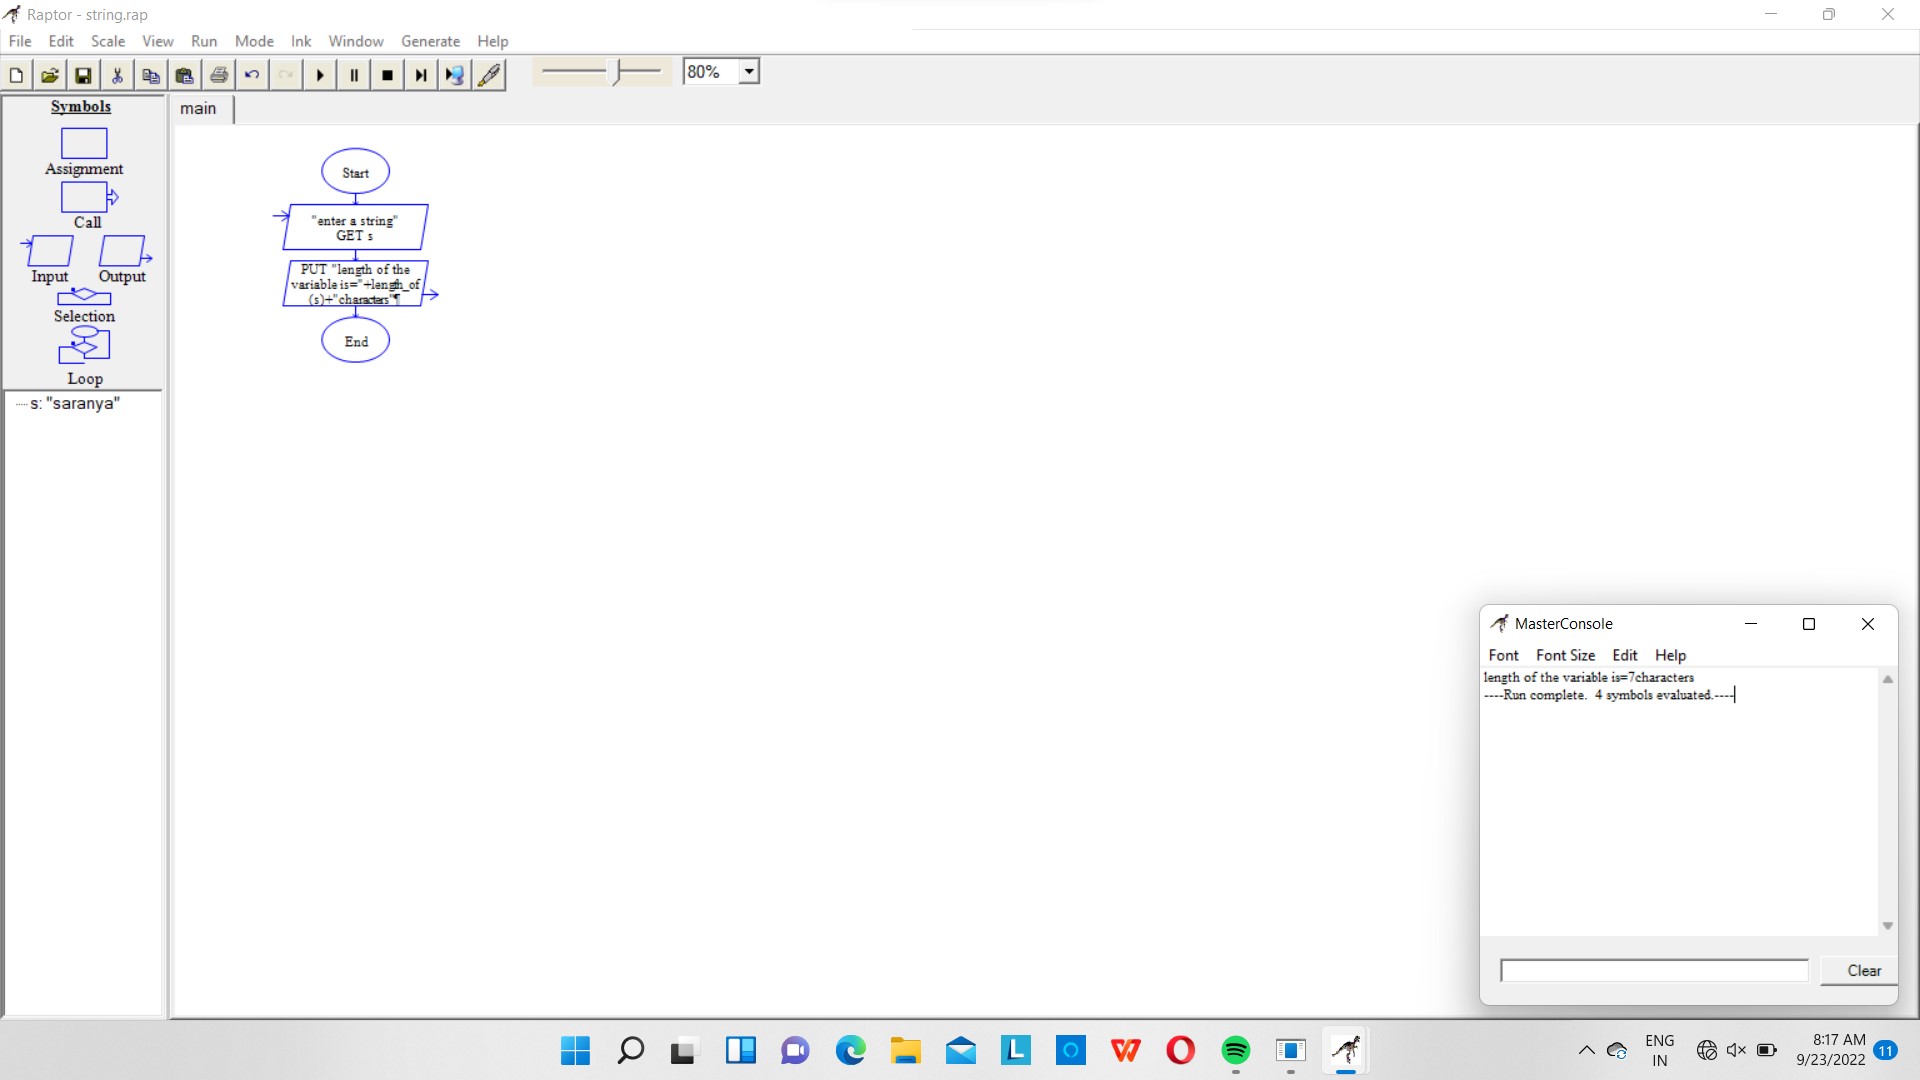 Raptor - string.rap
File Edit Scale View Run Mode Ink Window Generate Help
80%
Symbols
Assignment
Call
Input Output
Selection
Loop
s: "saranya"
main
Start
"enter a string"
GET s
PUT "length of the
variable is="+length_of
(s)+"characters"¶
End
MasterConsole
Font Font Size Edit Help
length of the variable is=7characters
----Run complete.  4 symbols evaluated.----
Clear
L
W
ENG
IN
8:17 AM
9/23/2022
11